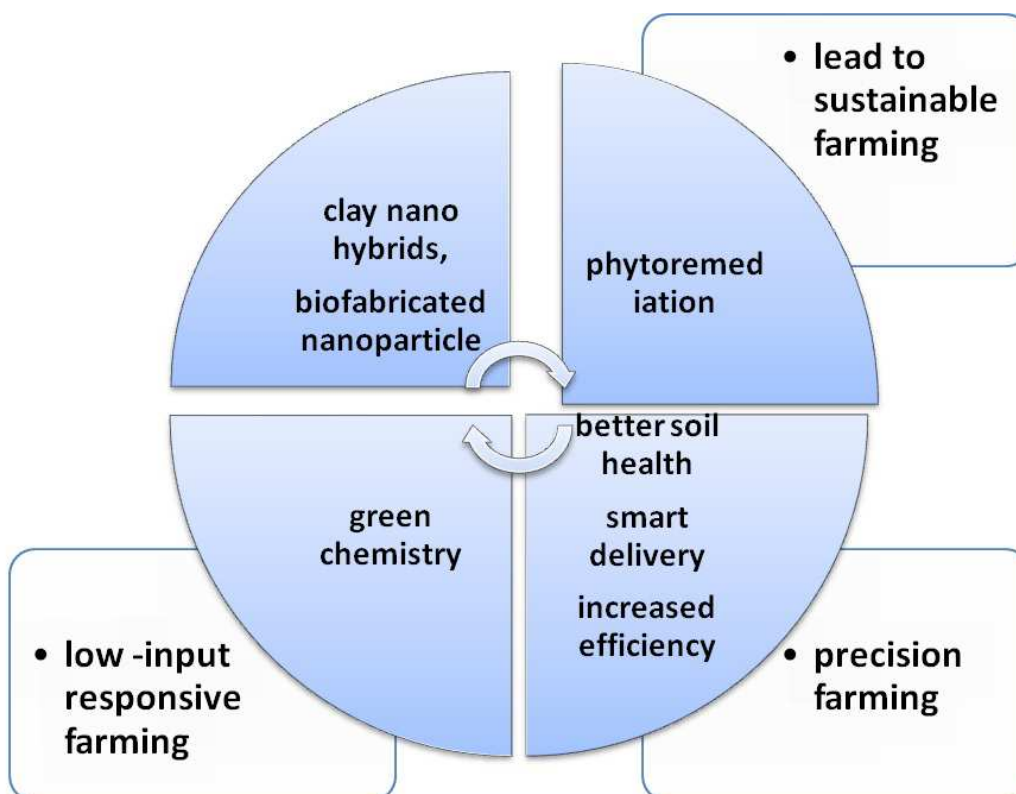 • lead to
sustainable
farming
clay nano
hybrids,
biofabricated
nanoparticle
phytoremed
iation
better soil
health
smart
delivery
increased
efficiency
green
chemistry
• low -input
responsive
farming
• precision
farming